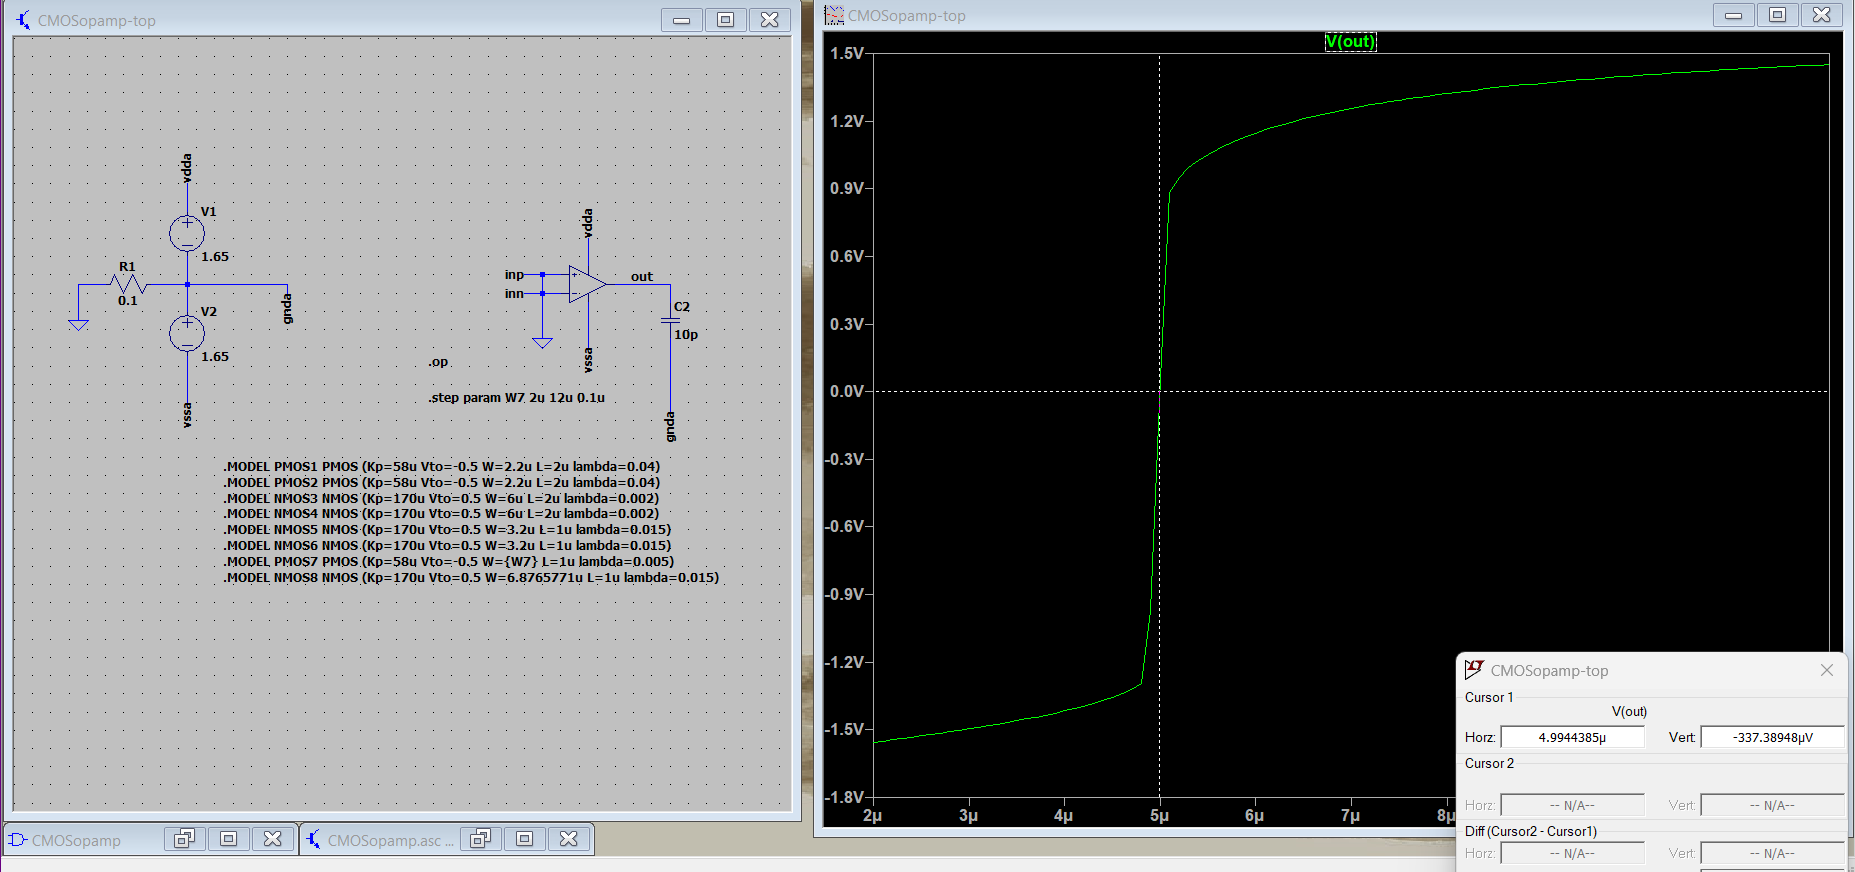 CMOSopamp-top
vdda
V1
1.65
R1
0.1
gnda
V2
1.65
vssa
vdda
inp
inn
out
C2
10p
vssa
gnda
.op
.step param W7 2u 12u 0.1u
.MODEL PMOS1 PMOS (Kp=58u Vto=-0.5 W=2.2u L=2u lambda=0.04)
.MODEL PMOS2 PMOS (Kp=58u Vto=-0.5 W=2.2u L=2u lambda=0.04)
.MODEL NMOS3 NMOS (Kp=170u Vto=0.5 W=6u L=2u lambda=0.002)
.MODEL NMOS4 NMOS (Kp=170u Vto=0.5 W=6u L=2u lambda=0.002)
.MODEL NMOS5 NMOS (Kp=170u Vto=0.5 W=3.2u L=1u lambda=0.015)
.MODEL NMOS6 NMOS (Kp=170u Vto=0.5 W=3.2u L=1u lambda=0.015)
.MODEL PMOS7 PMOS (Kp=58u Vto=-0.5 W={W7} L=1u lambda=0.005)
.MODEL NMOS8 NMOS (Kp=170u Vto=0.5 W=6.8765771u L=1u lambda=0.015)
CMOSopamp
CMOSopamp.asc ...
CMOSopamp-top
V(out)
1.5V
1.2V
0.9V
0.6V
0.3V
0.0V
-0.3V
-0.6V
-0.9V
-1.2V
-1.5V
-1.8V
2µ 3µ 4µ 5µ 6µ 7µ 8µ
CMOSopamp-top
Cursor 1
V(out)
Horz: 4.9944385µ Vert: -337.38948µV
Cursor 2
Horz: -- N/A-- Vert: -- N/A--
Diff (Cursor2 - Cursor1)
Horz: -- N/A-- Vert: -- N/A--